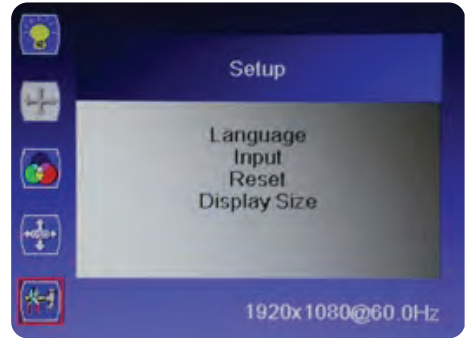 Setup
Language
Input
Reset
Display Size
1920x1080@60.0Hz